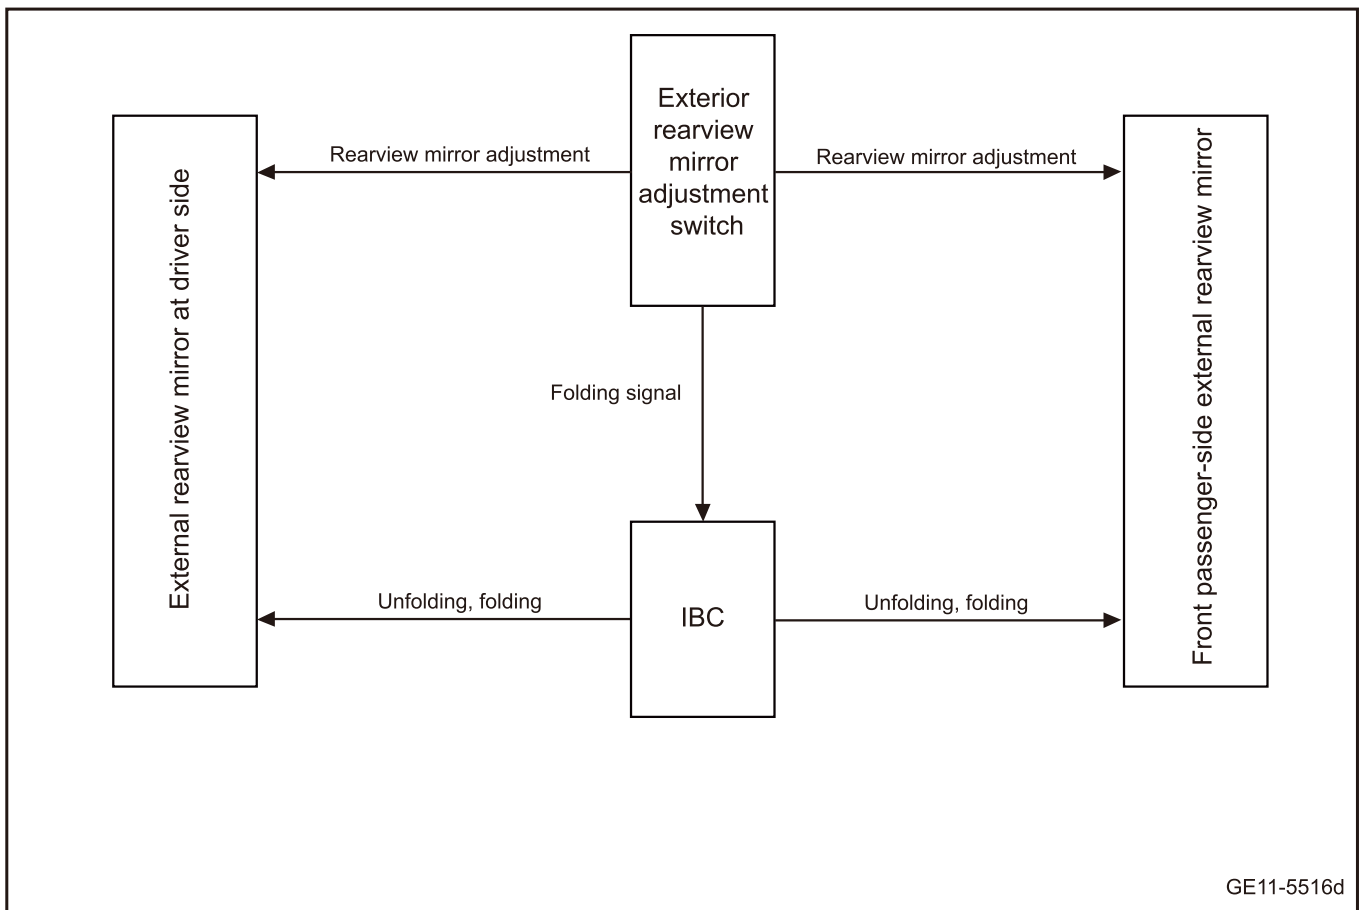 Exterior
rearview
mirror
adjustment
switch
Rearview mirror adjustment
Rearview mirror adjustment
External rearview mirror at driver side
Front passenger-side external rearview mirror
Folding signal
Unfolding, folding
IBC
Unfolding, folding
GE11-5516d